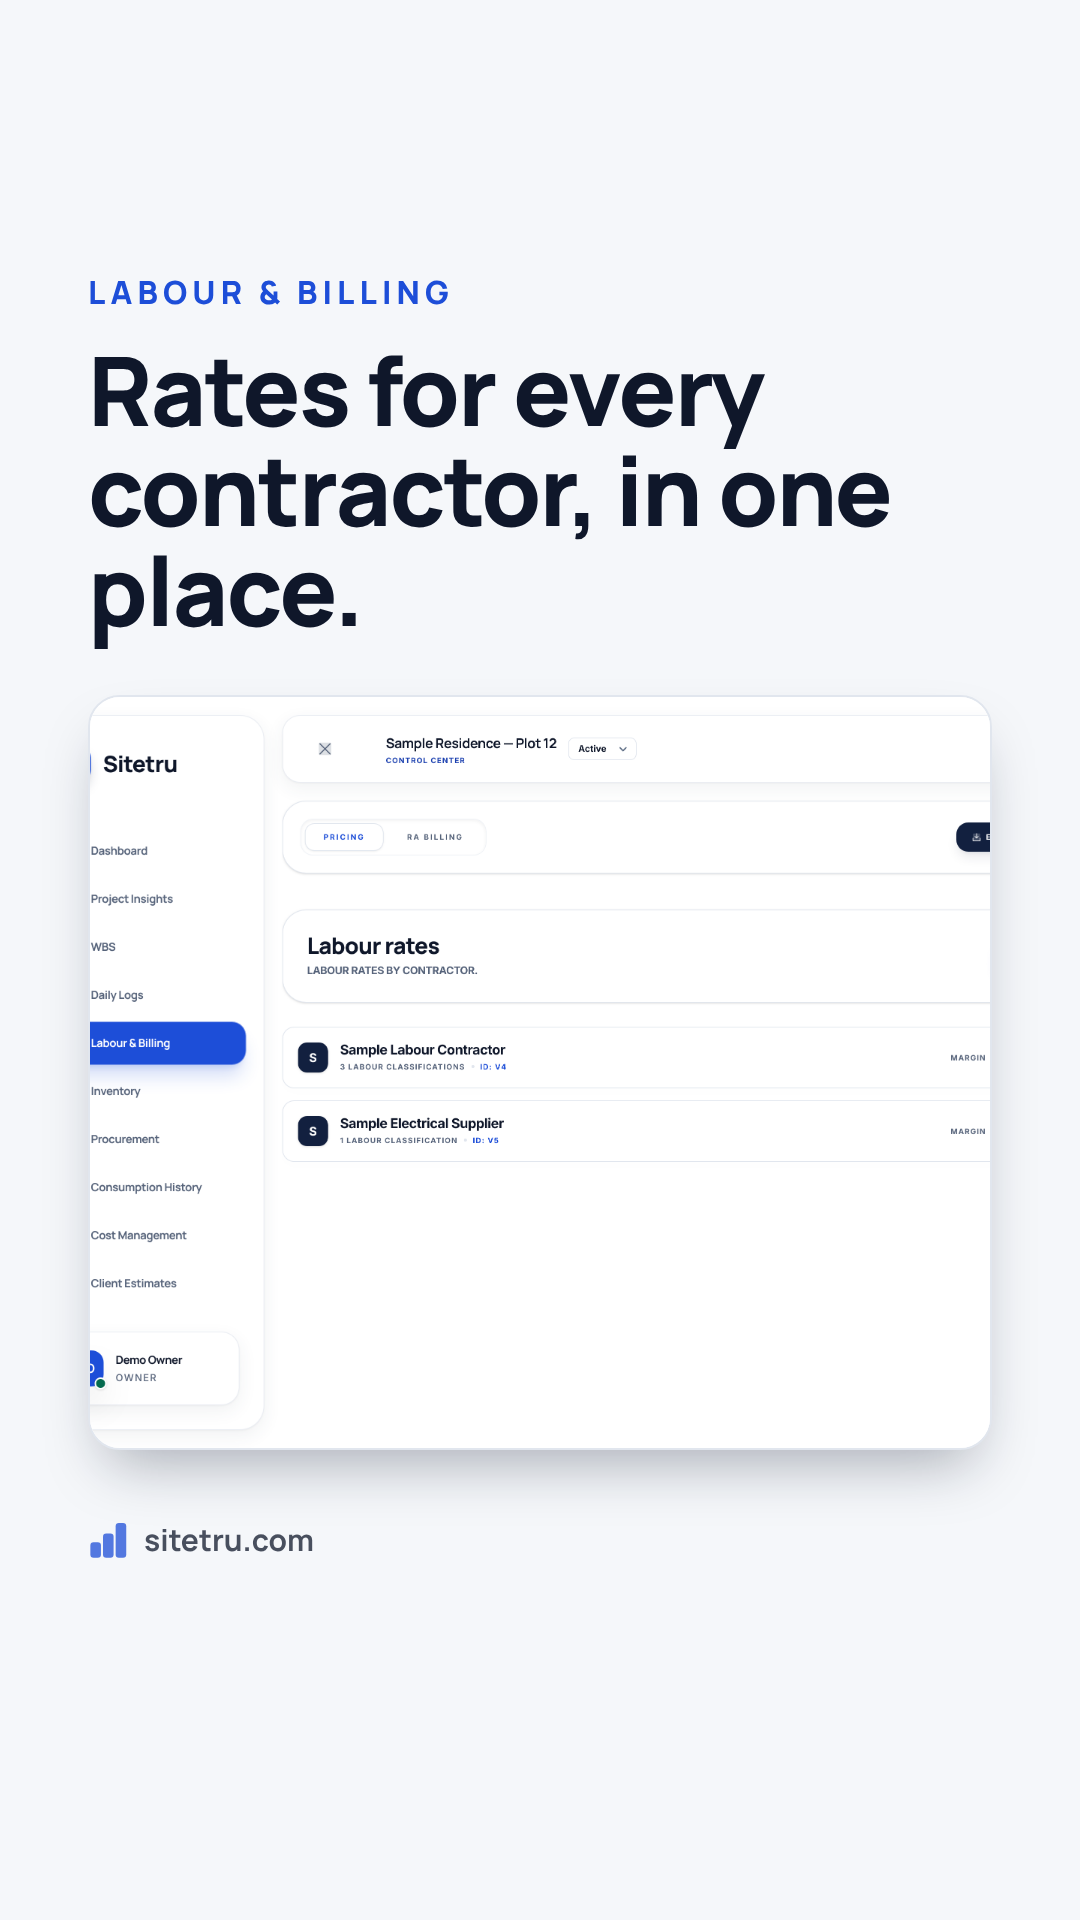 LABOUR & BILLING
Rates for every
contractor, in one
place.
Sitetru
Dashboard
Project Insights
WBS
Daily Logs
Labour & Billing
Inventory
Procurement
Consumption History
Cost Management
Client Estimates
Demo Owner
OWNER
Sample Residence — Plot 12
Active
CONTROL CENTER
PRICING
RA BILLING
Labour rates
LABOUR RATES BY CONTRACTOR.
S
Sample Labour Contractor
3 LABOUR CLASSIFICATIONS • ID: V4
MARGIN
S
Sample Electrical Supplier
1 LABOUR CLASSIFICATION • ID: V5
MARGIN
sitetru.com